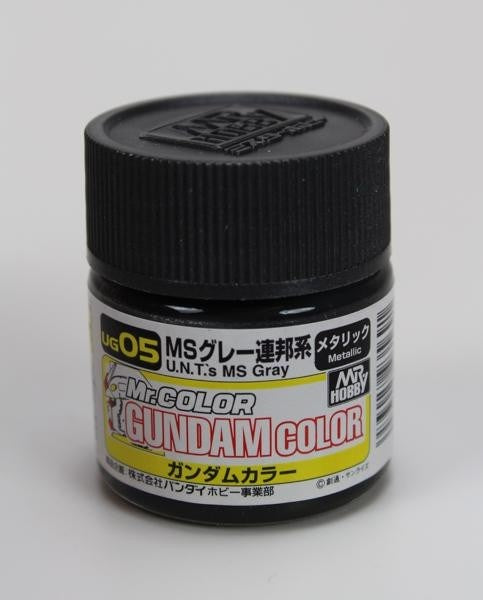 MR.
HOBBY
UG05
MSグレー連邦系
U.N.T.s MS Gray
メタリック
Metallic
MR.
HOBBY
Mr.COLOR
GUNDAM COLOR
ガンダムカラー
株式会社バンダイホビー事業部
©創通・サンライズ